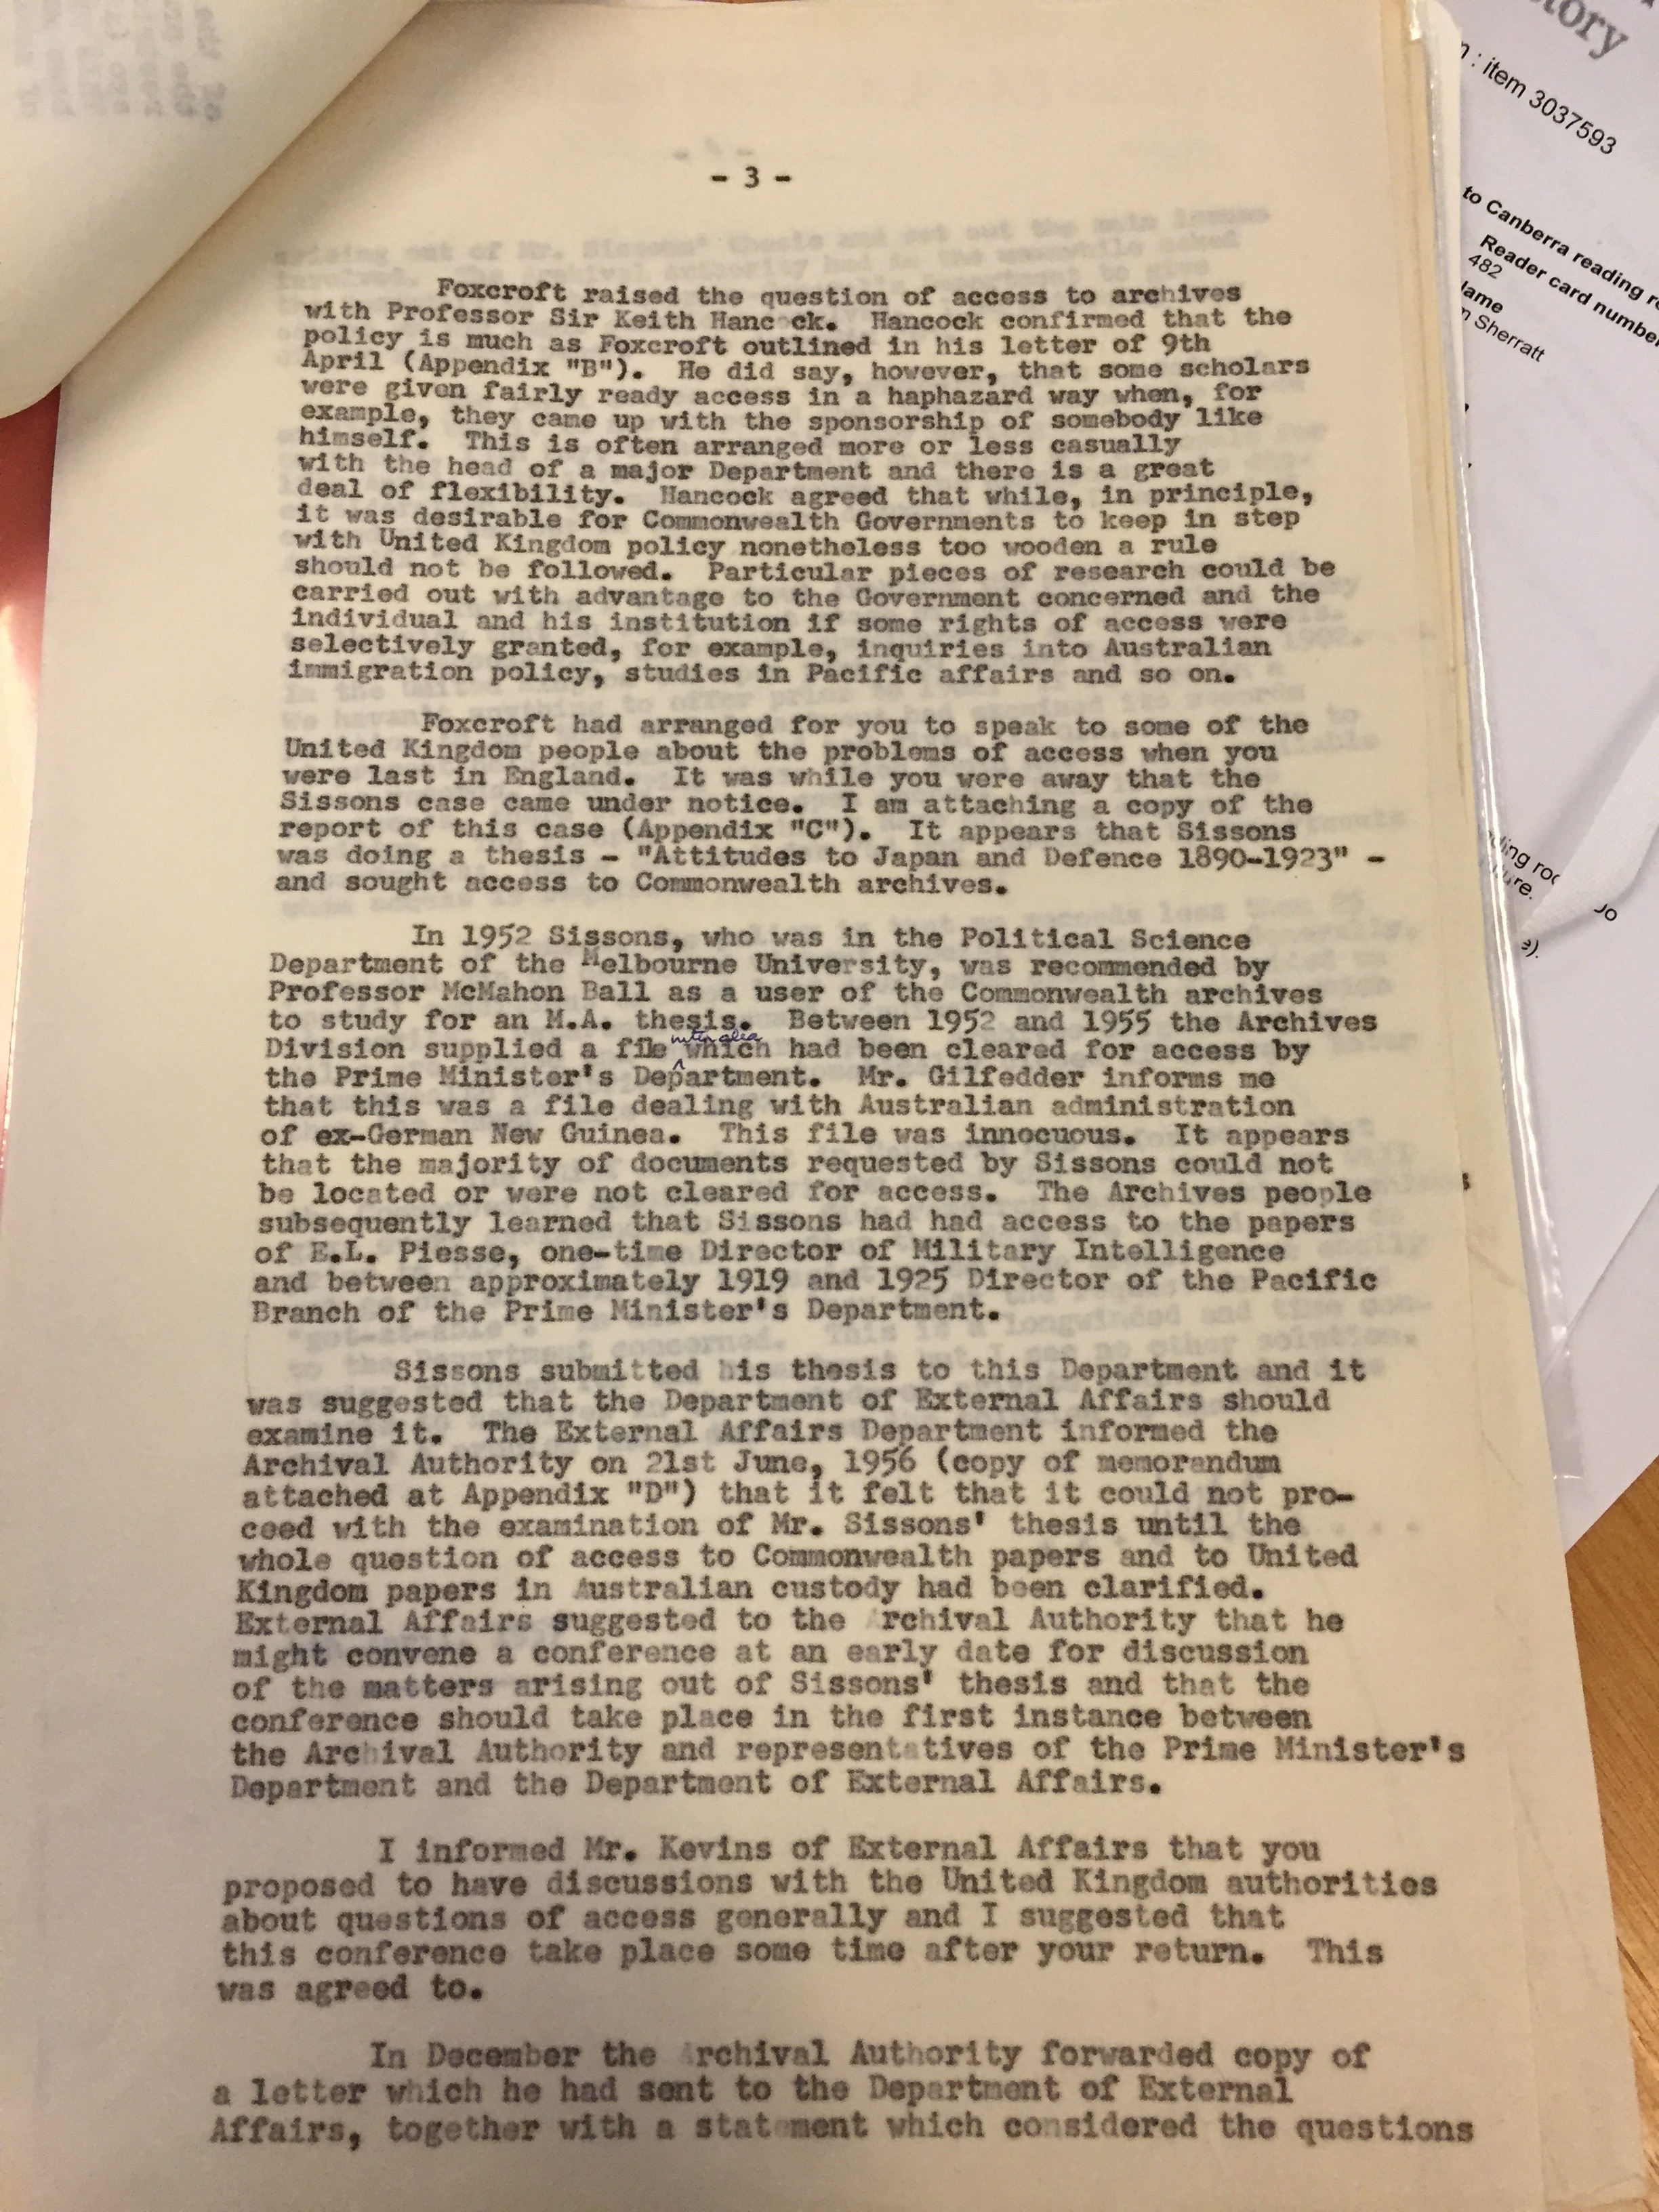 - 3 -
Foxcroft raised the question of access to archives
with Professor Sir Keith Hancock. Hancock confirmed that the
policy is much as Foxcroft outlined in his letter of 9th
April (Appendix "B"). He did say, however, that some scholars
were given fairly ready access in a haphazard way when, for
example, they came up with the sponsorship of somebody like
himself. This is often arranged more or less casually
with the head of a major Department and there is a great
deal of flexibility. Hancock agreed that while, in principle,
it was desirable for Commonwealth Governments to keep in step
with United Kingdom policy nonetheless too wooden a rule
should not be followed. Particular pieces of research could be
carried out with advantage to the Government concerned and the
individual and his institution if some rights of access were
selectively granted, for example, inquiries into Australian
immigration policy, studies in Pacific affairs and so on.
Foxcroft had arranged for you to speak to some of the
United Kingdom people about the problems of access when you
were last in England. It was while you were away that the
Sissons case came under notice. I am attaching a copy of the
report of this case (Appendix "C"). It appears that Sissons
was doing a thesis - "Attitudes to Japan and Defence 1890-1923" -
and sought access to Commonwealth archives.
In 1952 Sissons, who was in the Political Science
Department of the Melbourne University, was recommended by
Professor McMahon Ball as a user of the Commonwealth archives
to study for an M.A. thesis. Between 1952 and 1955 the Archives
inter alia
Division supplied a file which had been cleared for access by
the Prime Minister's Department. Mr. Gilfedder informs me
that this was a file dealing with Australian administration
of ex-German New Guinea. This file was innocuous. It appears
that the majority of documents requested by Sissons could not
be located or were not cleared for access. The Archives people
subsequently learned that Sissons had had access to the papers
of E.L. Piesse, one-time Director of Military Intelligence
and between approximately 1919 and 1925 Director of the Pacific
Branch of the Prime Minister's Department.
Sissons submitted his thesis to this Department and it
was suggested that the Department of External Affairs should
examine it. The External Affairs Department informed the
Archival Authority on 21st June, 1956 (copy of memorandum
attached at Appendix "D") that it felt that it could not pro-
ceed with the examination of Mr. Sissons' thesis until the
whole question of access to Commonwealth papers and to United
Kingdom papers in Australian custody had been clarified.
External Affairs suggested to the Archival Authority that he
might convene a conference at an early date for discussion
of the matters arising out of Sissons' thesis and that the
conference should take place in the first instance between
the Archival Authority and representatives of the Prime Minister's
Department and the Department of External Affairs.
I informed Mr. Kevins of External Affairs that you
proposed to have discussions with the United Kingdom authorities
about questions of access generally and I suggested that
this conference take place some time after your return. This
was agreed to.
In December the Archival Authority forwarded copy of
a letter which he had sent to the Department of External
Affairs, together with a statement which considered the questions
: item 3037593
to Canberra reading
Reader card number
482
Sherratt